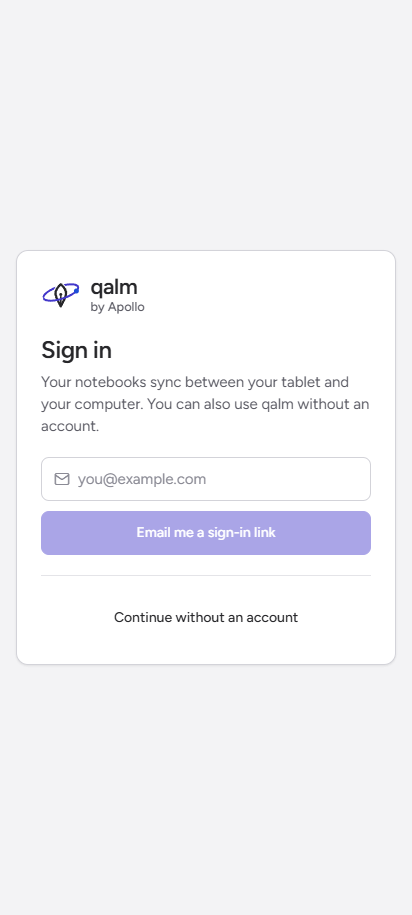 qalm
by Apollo
Sign in
Your notebooks sync between your tablet and
your computer. You can also use qalm without an
account.
you@example.com
Email me a sign-in link
Continue without an account